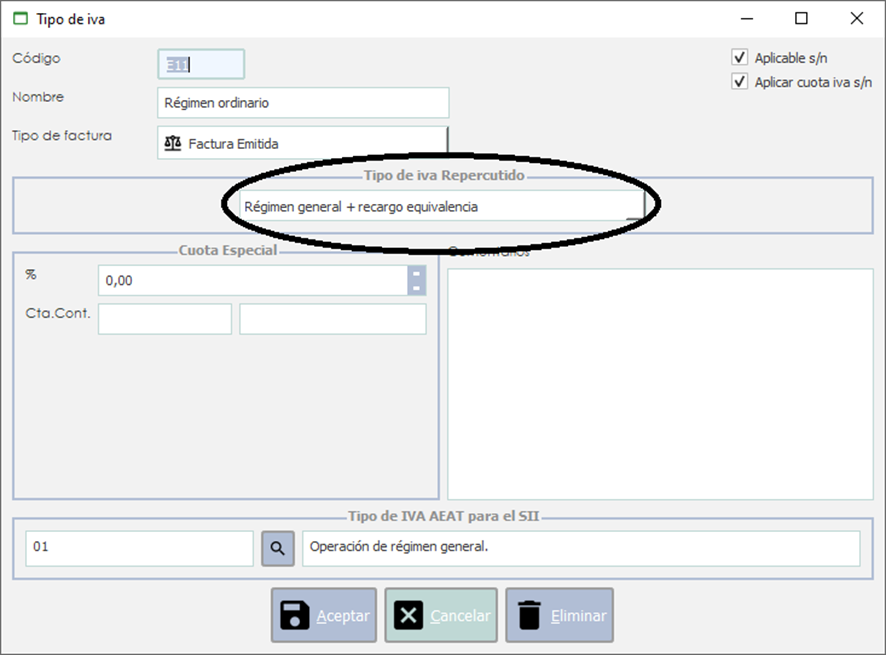 Tipo de iva
Código
E11
Aplicable s/n
Aplicar cuota iva s/n
Nombre
Régimen ordinario
Tipo de factura
Factura Emitida
Tipo de iva Repercutido
Régimen general + recargo equivalencia
Cuota Especial
Comentarios
%
0,00
Cta.Cont.
Tipo de IVA AEAT para el SII
01
Operación de régimen general.
Aceptar
Cancelar
Eliminar